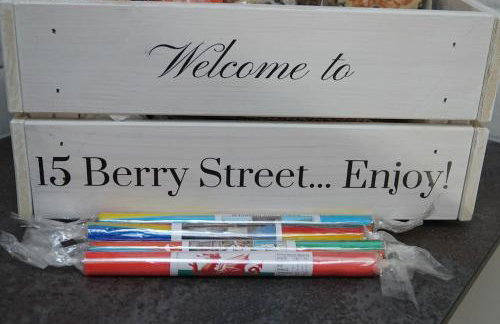 Welcome to
15 Berry Street... Enjoy!